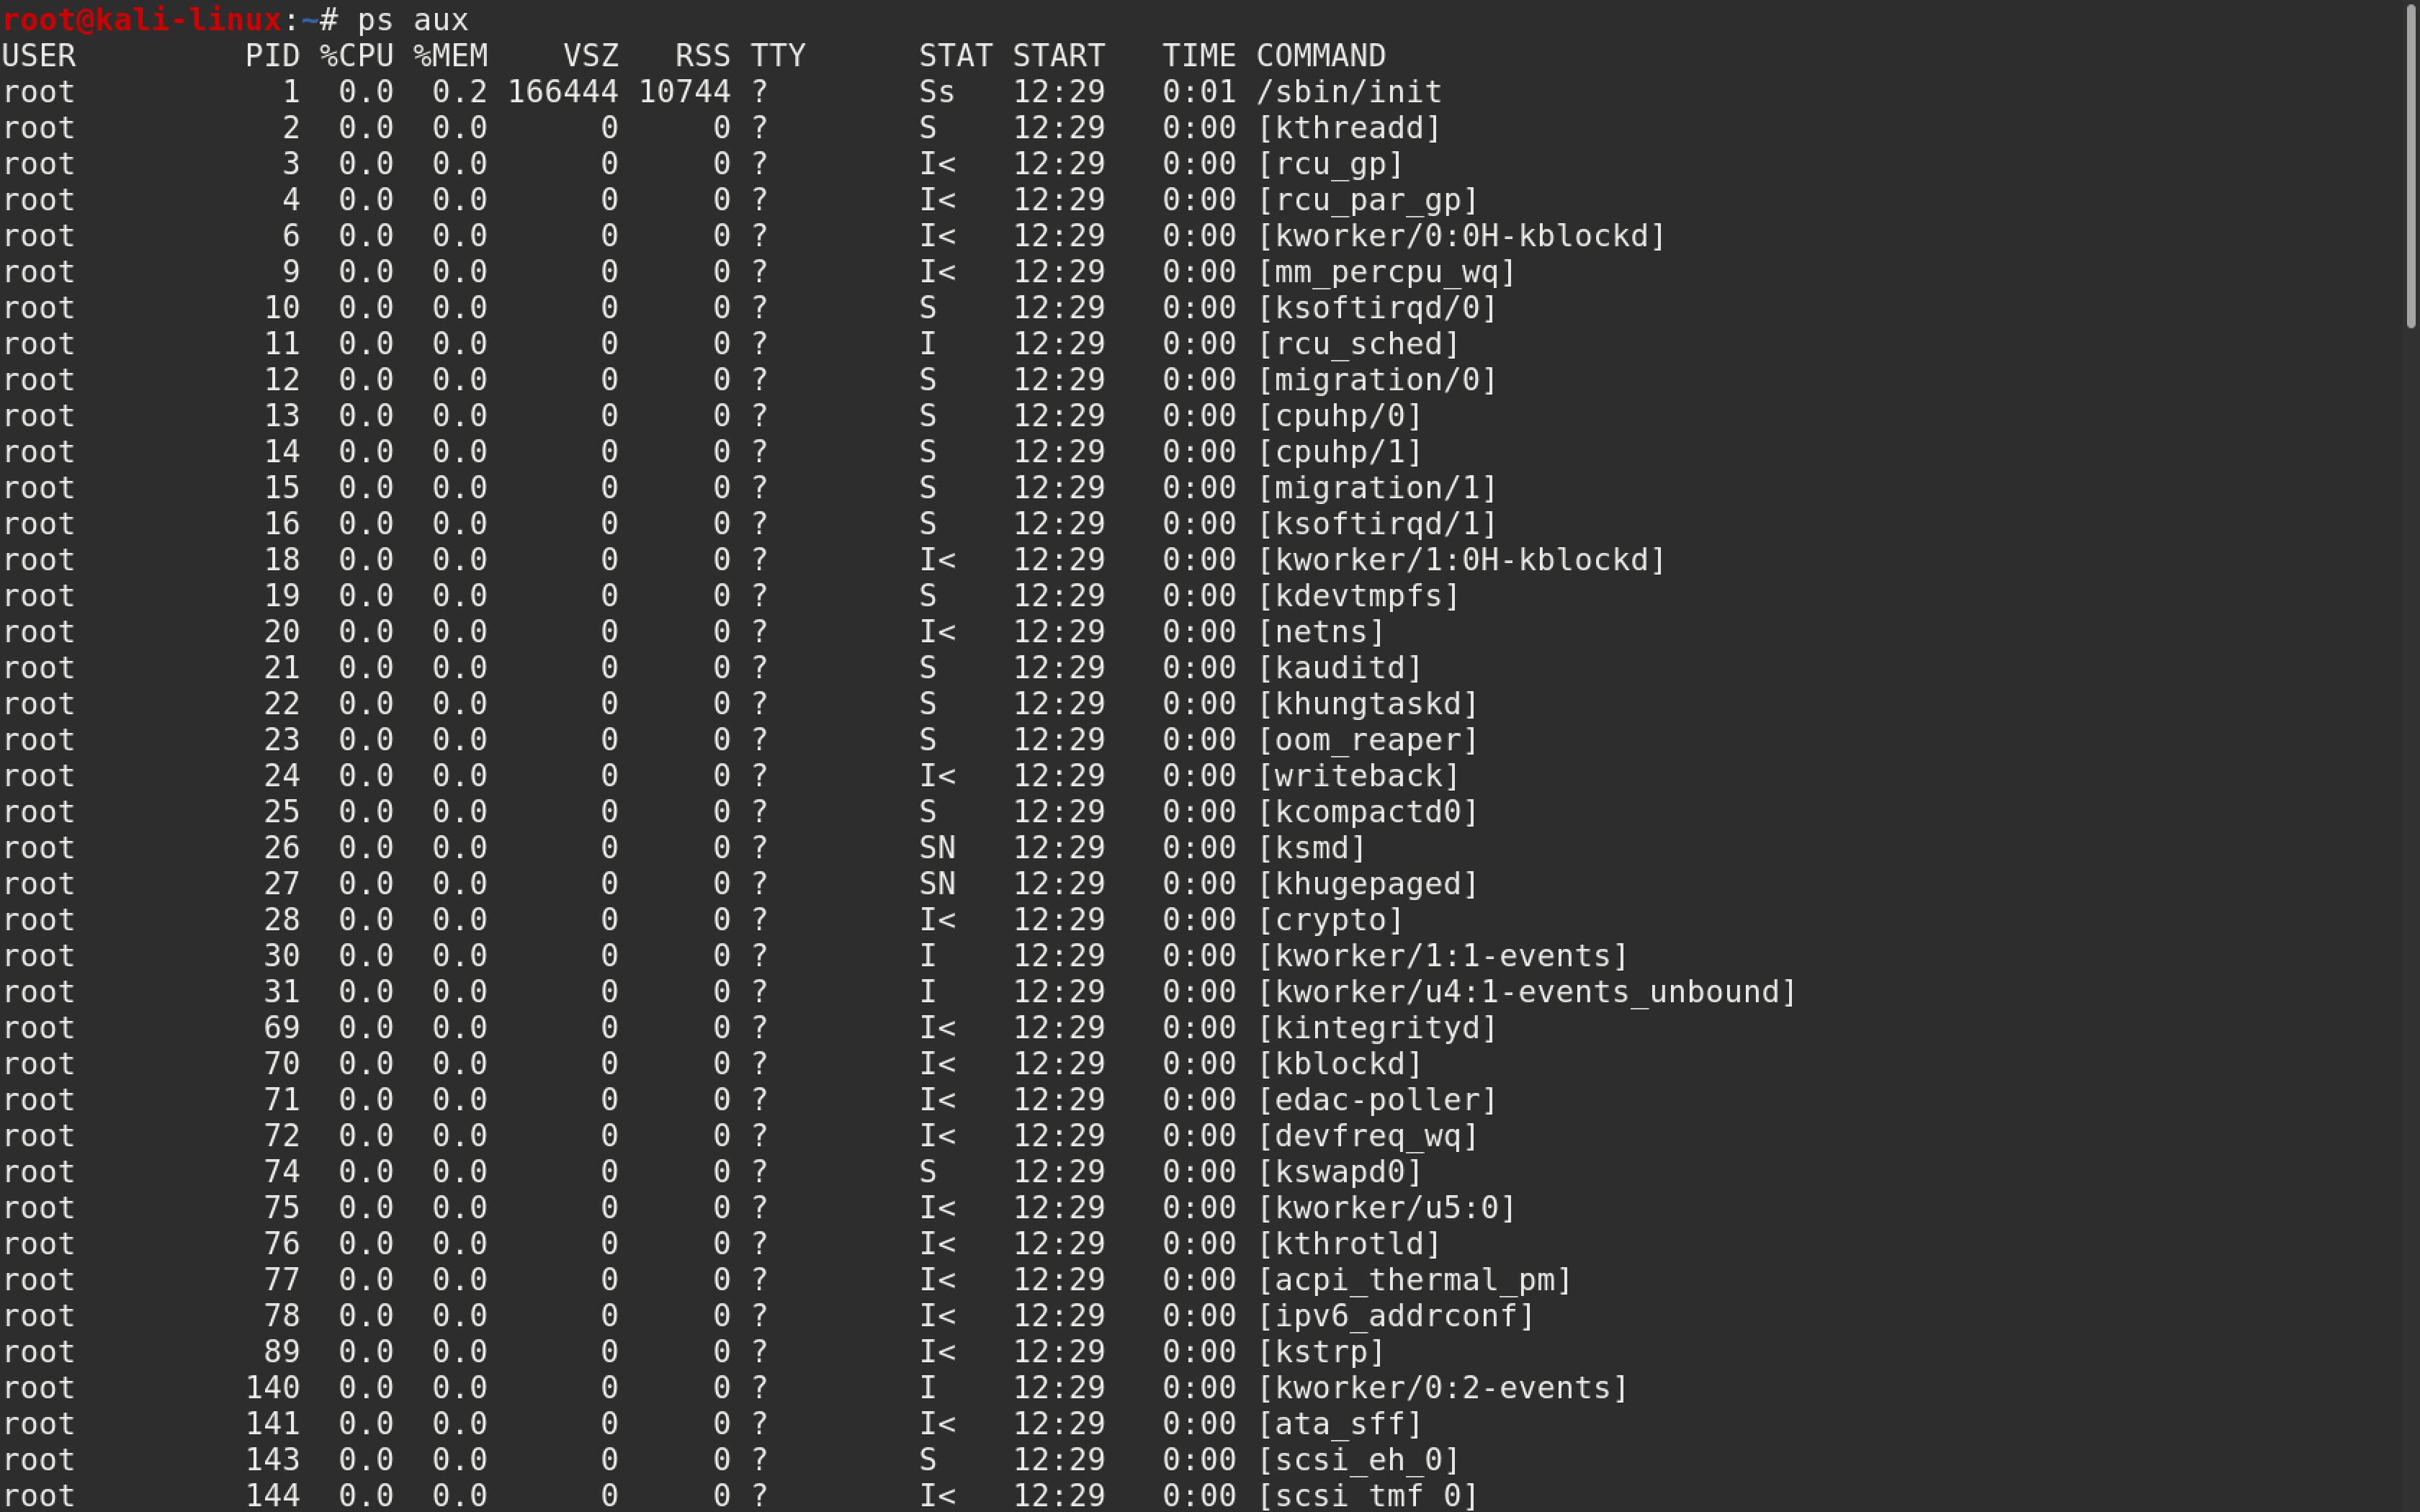 root@kali-linux:~# ps aux
USER         PID %CPU %MEM    VSZ   RSS TTY      STAT START   TIME COMMAND
root           1  0.0  0.2 166444 10744 ?        Ss   12:29   0:01 /sbin/init
root           2  0.0  0.0      0     0 ?        S    12:29   0:00 [kthreadd]
root           3  0.0  0.0      0     0 ?        I<   12:29   0:00 [rcu_gp]
root           4  0.0  0.0      0     0 ?        I<   12:29   0:00 [rcu_par_gp]
root           6  0.0  0.0      0     0 ?        I<   12:29   0:00 [kworker/0:0H-kblockd]
root           9  0.0  0.0      0     0 ?        I<   12:29   0:00 [mm_percpu_wq]
root          10  0.0  0.0      0     0 ?        S    12:29   0:00 [ksoftirqd/0]
root          11  0.0  0.0      0     0 ?        I    12:29   0:00 [rcu_sched]
root          12  0.0  0.0      0     0 ?        S    12:29   0:00 [migration/0]
root          13  0.0  0.0      0     0 ?        S    12:29   0:00 [cpuhp/0]
root          14  0.0  0.0      0     0 ?        S    12:29   0:00 [cpuhp/1]
root          15  0.0  0.0      0     0 ?        S    12:29   0:00 [migration/1]
root          16  0.0  0.0      0     0 ?        S    12:29   0:00 [ksoftirqd/1]
root          18  0.0  0.0      0     0 ?        I<   12:29   0:00 [kworker/1:0H-kblockd]
root          19  0.0  0.0      0     0 ?        S    12:29   0:00 [kdevtmpfs]
root          20  0.0  0.0      0     0 ?        I<   12:29   0:00 [netns]
root          21  0.0  0.0      0     0 ?        S    12:29   0:00 [kauditd]
root          22  0.0  0.0      0     0 ?        S    12:29   0:00 [khungtaskd]
root          23  0.0  0.0      0     0 ?        S    12:29   0:00 [oom_reaper]
root          24  0.0  0.0      0     0 ?        I<   12:29   0:00 [writeback]
root          25  0.0  0.0      0     0 ?        S    12:29   0:00 [kcompactd0]
root          26  0.0  0.0      0     0 ?        SN   12:29   0:00 [ksmd]
root          27  0.0  0.0      0     0 ?        SN   12:29   0:00 [khugepaged]
root          28  0.0  0.0      0     0 ?        I<   12:29   0:00 [crypto]
root          30  0.0  0.0      0     0 ?        I    12:29   0:00 [kworker/1:1-events]
root          31  0.0  0.0      0     0 ?        I    12:29   0:00 [kworker/u4:1-events_unbound]
root          69  0.0  0.0      0     0 ?        I<   12:29   0:00 [kintegrityd]
root          70  0.0  0.0      0     0 ?        I<   12:29   0:00 [kblockd]
root          71  0.0  0.0      0     0 ?        I<   12:29   0:00 [edac-poller]
root          72  0.0  0.0      0     0 ?        I<   12:29   0:00 [devfreq_wq]
root          74  0.0  0.0      0     0 ?        S    12:29   0:00 [kswapd0]
root          75  0.0  0.0      0     0 ?        I<   12:29   0:00 [kworker/u5:0]
root          76  0.0  0.0      0     0 ?        I<   12:29   0:00 [kthrotld]
root          77  0.0  0.0      0     0 ?        I<   12:29   0:00 [acpi_thermal_pm]
root          78  0.0  0.0      0     0 ?        I<   12:29   0:00 [ipv6_addrconf]
root          89  0.0  0.0      0     0 ?        I<   12:29   0:00 [kstrp]
root         140  0.0  0.0      0     0 ?        I    12:29   0:00 [kworker/0:2-events]
root         141  0.0  0.0      0     0 ?        I<   12:29   0:00 [ata_sff]
root         143  0.0  0.0      0     0 ?        S    12:29   0:00 [scsi_eh_0]
root         144  0.0  0.0      0     0 ?        I<   12:29   0:00 [scsi_tmf_0]